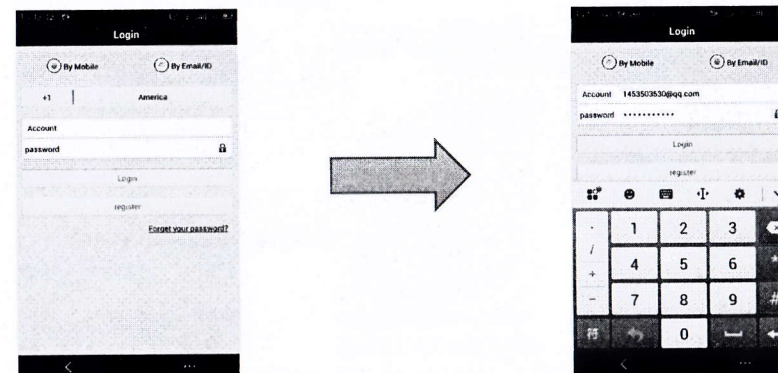 Login
By Mobile
By Email/ID
+1
America
Account
password
Login
register
Forget your password?
Login
By Mobile
By Email/ID
Account 1453503530@qq.com
password ···········
Login
register
1 2 3
4 5 6
7 8 9
符 0